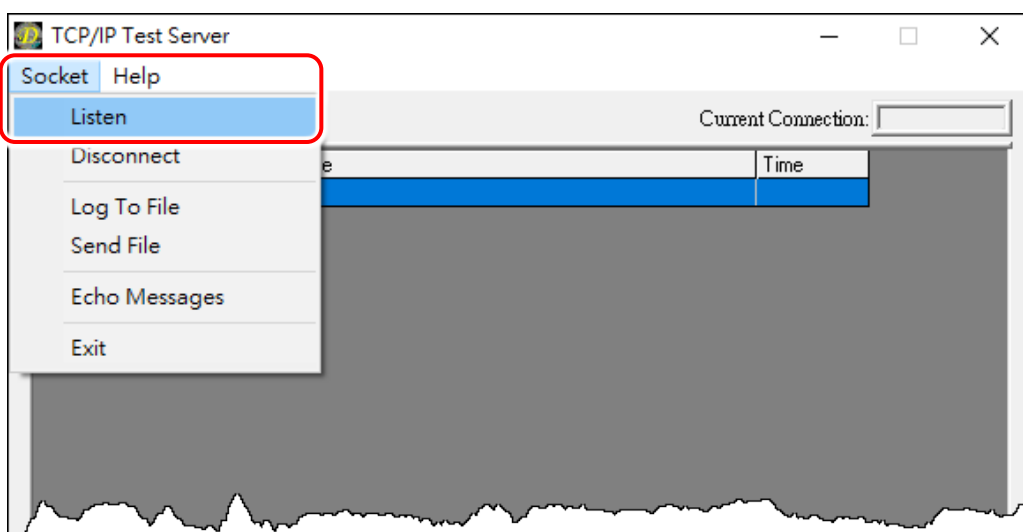 TCP/IP Test Server
Socket Help
Listen
Current Connection:
Disconnect
e Time
Log To File
Send File
Echo Messages
Exit